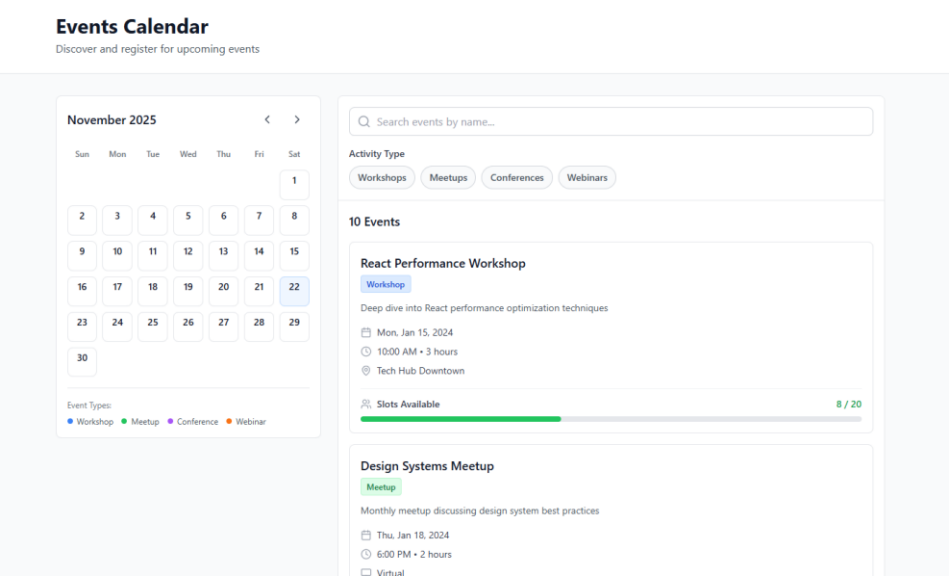 Events Calendar
Discover and register for upcoming events
November 2025
Sun Mon Tue Wed Thu Fri Sat
1
2 3 4 5 6 7 8
9 10 11 12 13 14 15
16 17 18 19 20 21 22
23 24 25 26 27 28 29
30
Event Types:
Workshop Meetup Conference Webinar
Search events by name...
Activity Type
Workshops Meetups Conferences Webinars
10 Events
React Performance Workshop
Workshop
Deep dive into React performance optimization techniques
Mon, Jan 15, 2024
10:00 AM • 3 hours
Tech Hub Downtown
Slots Available 8 / 20
Design Systems Meetup
Meetup
Monthly meetup discussing design system best practices
Thu, Jan 18, 2024
6:00 PM • 2 hours
Virtual